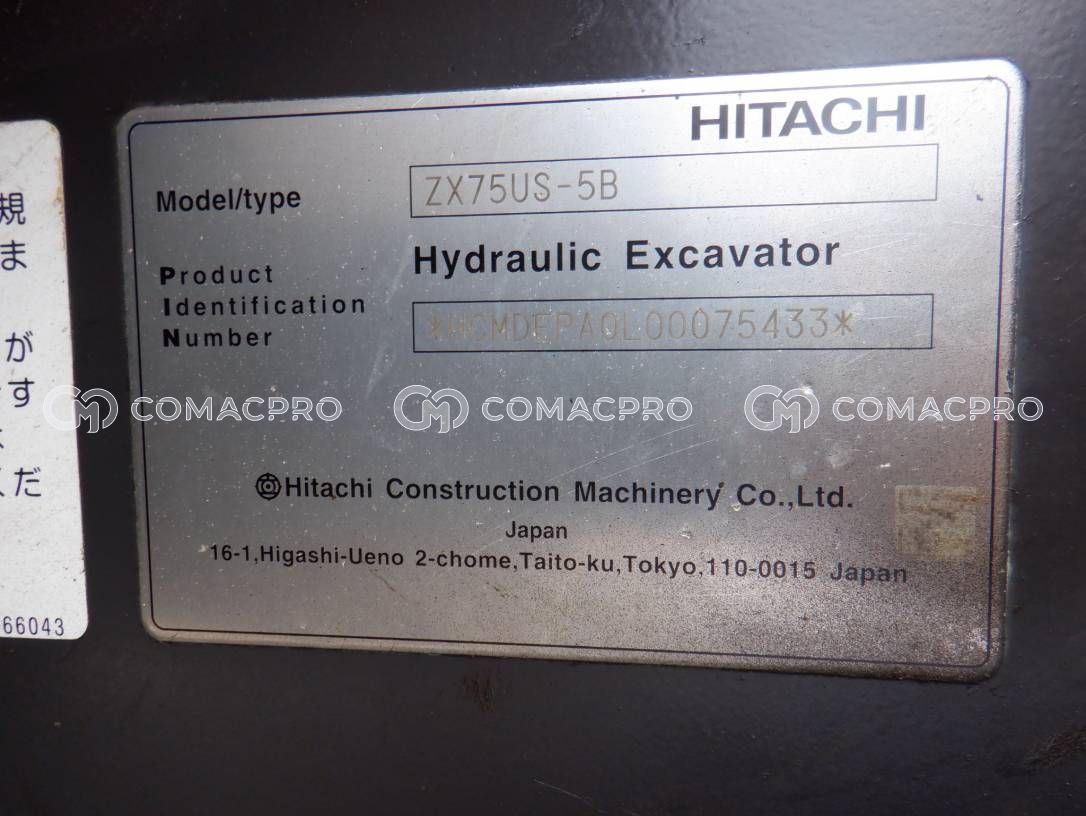 HITACHI
Model/type ZX75US-5B
Hydraulic Excavator
Product
Identification
Number
*HCMDEPA0L00075433*
COMACPRO COMACPRO COMACPRO
Hitachi Construction Machinery Co.,Ltd.
Japan
16-1,Higashi-Ueno 2-chome,Taito-ku,Tokyo,110-0015 Japan
規
ま
が
す
くだ
66043